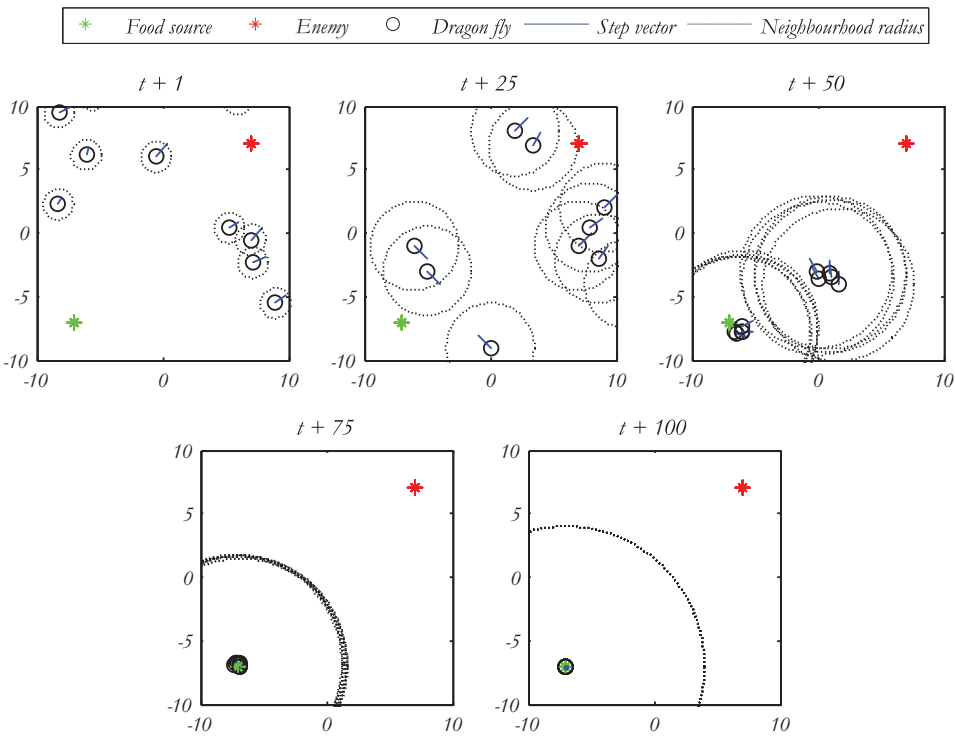 Food source Enemy Dragon fly Step vector Neighbourhood radius
t + 1 t + 25 t + 50
10 10 10
5 5 5
0 0 0
-5 -5 -5
-10 -10 -10
-10 0 10 -10 0 10 -10 0 10
t + 75 t + 100
10 10
5 5
0 0
-5 -5
-10 -10
-10 0 10 -10 0 10